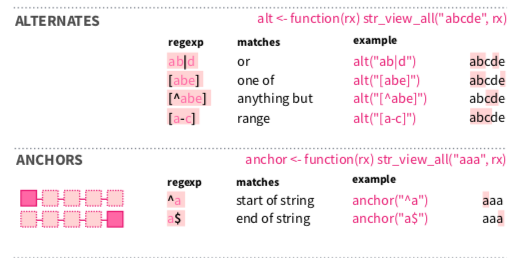 ALTERNATES alt <- function(rx) str_view_all("abcde", rx)
regexp matches example
ab|d or alt("ab|d") abcde
[abe] one of alt("[abe]") abcde
[^abe] anything but alt("[^abe]") abcde
[a-c] range alt("[a-c]") abcde
ANCHORS anchor <- function(rx) str_view_all("aaa", rx)
regexp matches example
^a start of string anchor("^a") aaa
a$ end of string anchor("a$") aaa